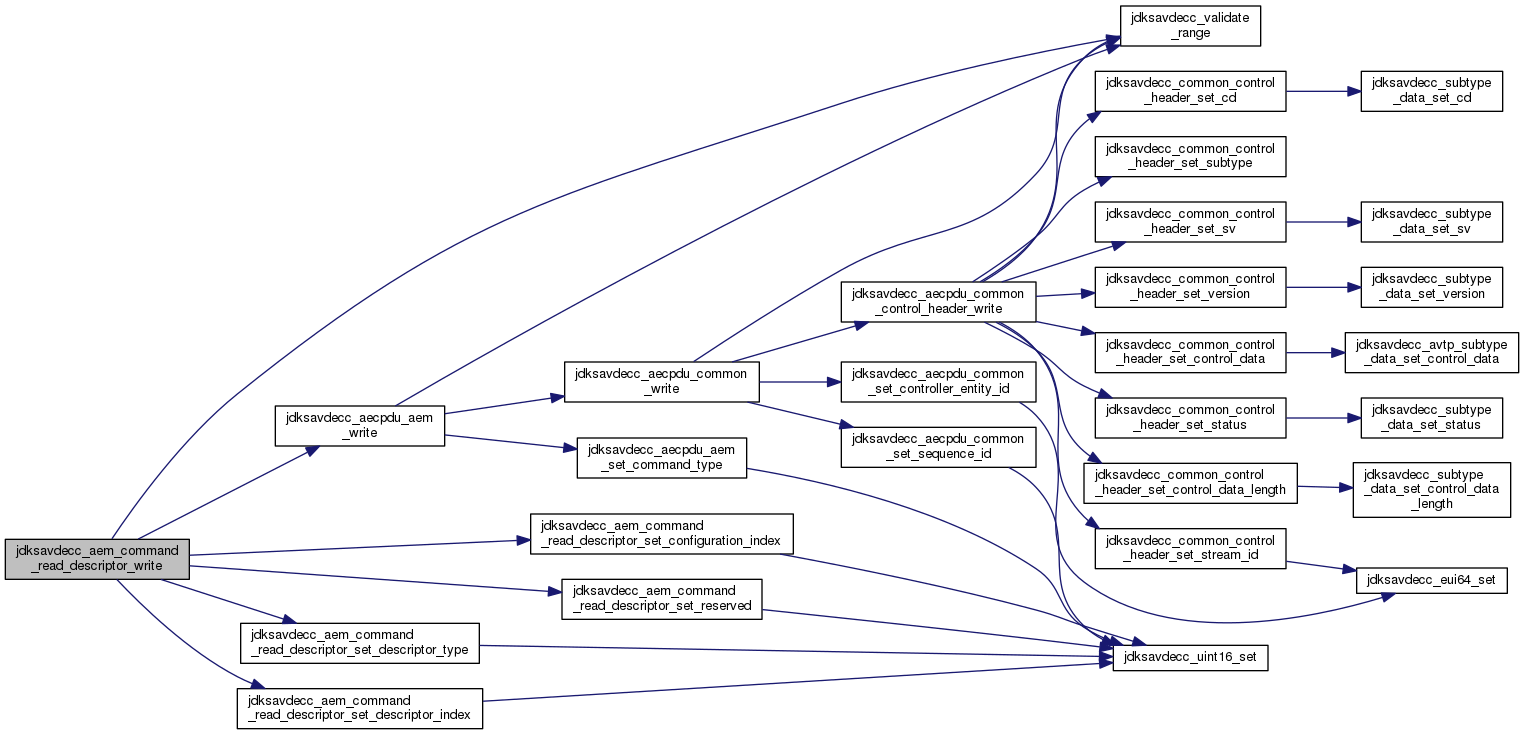 jdksavdecc_validate
_range
jdksavdecc_common_control
_header_set_cd
jdksavdecc_subtype
_data_set_cd
jdksavdecc_common_control
_header_set_subtype
jdksavdecc_common_control
_header_set_sv
jdksavdecc_subtype
_data_set_sv
jdksavdecc_aecpdu_common
_control_header_write
jdksavdecc_common_control
_header_set_version
jdksavdecc_subtype
_data_set_version
jdksavdecc_common_control
_header_set_control_data
jdksavdecc_avtp_subtype
_data_set_control_data
jdksavdecc_aecpdu_common
_write
jdksavdecc_aecpdu_common
_set_controller_entity_id
jdksavdecc_aecpdu_aem
_write
jdksavdecc_common_control
_header_set_status
jdksavdecc_subtype
_data_set_status
jdksavdecc_aecpdu_aem
_set_command_type
jdksavdecc_aecpdu_common
_set_sequence_id
jdksavdecc_common_control
_header_set_control_data_length
jdksavdecc_subtype
_data_set_control_data
_length
jdksavdecc_aem_command
_read_descriptor_write
jdksavdecc_aem_command
_read_descriptor_set_configuration_index
jdksavdecc_common_control
_header_set_stream_id
jdksavdecc_eui64_set
jdksavdecc_aem_command
_read_descriptor_set_reserved
jdksavdecc_aem_command
_read_descriptor_set_descriptor_type
jdksavdecc_uint16_set
jdksavdecc_aem_command
_read_descriptor_set_descriptor_index